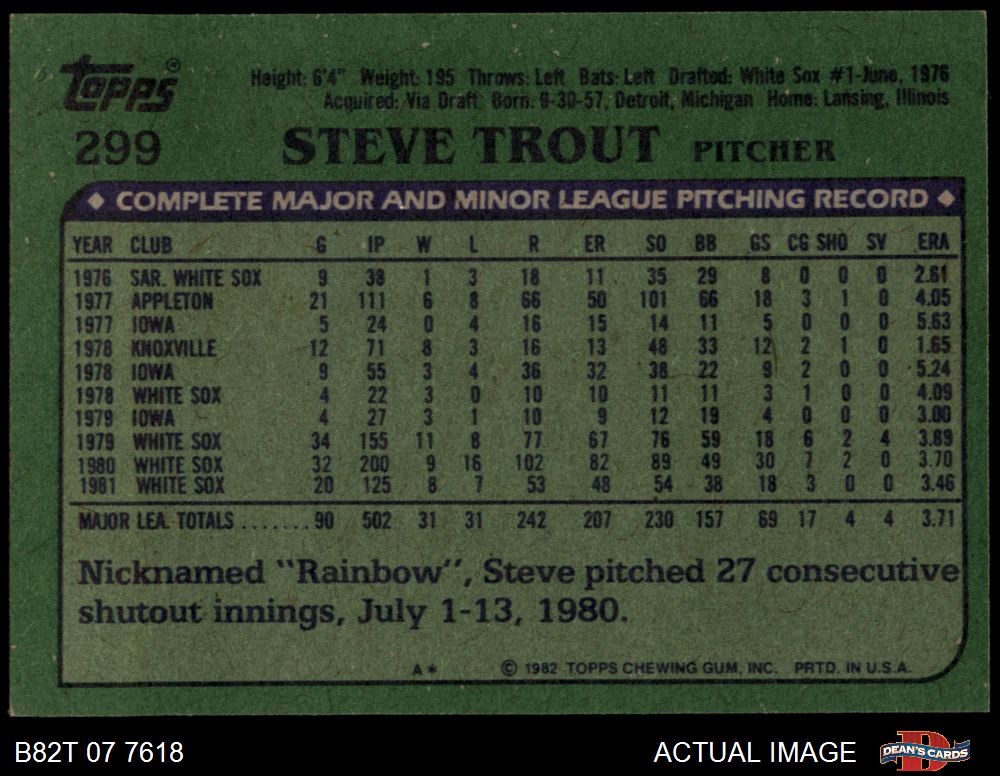 TOPPS®
Height: 6'4" Weight: 195 Throws: Left Bats: Left Drafted: White Sox #1-June, 1976
Acquired: Via Draft Born: 9-30-57, Detroit, Michigan Home: Lansing, Illinois
299 STEVE TROUT PITCHER
◆ COMPLETE MAJOR AND MINOR LEAGUE PITCHING RECORD ◆
YEAR CLUB G IP W L R ER SO BB GS CG SHO SV ERA
1976 SAR. WHITE SOX 9 38 1 3 18 11 35 29 8 0 0 0 2.61
1977 APPLETON 21 111 6 8 66 50 101 66 18 3 1 0 4.05
1977 IOWA 5 24 0 4 16 15 14 11 5 0 0 0 5.63
1978 KNOXVILLE 12 71 8 3 16 13 48 33 12 2 1 0 1.65
1978 IOWA 9 55 3 4 36 32 38 22 9 2 0 0 5.24
1978 WHITE SOX 4 22 3 0 10 10 11 11 3 1 0 0 4.09
1979 IOWA 4 27 3 1 10 9 12 19 4 0 0 0 3.00
1979 WHITE SOX 34 155 11 8 77 67 76 59 18 6 2 4 3.89
1980 WHITE SOX 32 200 9 16 102 82 89 49 30 7 2 0 3.70
1981 WHITE SOX 20 125 8 7 53 48 54 38 18 3 0 0 3.46
MAJOR LEA. TOTALS ....... 90 502 31 31 242 207 230 157 69 17 4 4 3.71
Nicknamed "Rainbow", Steve pitched 27 consecutive
shutout innings, July 1-13, 1980.
A* © 1982 TOPPS CHEWING GUM, INC. PRTD. IN U.S.A.
B82T 07 7618 ACTUAL IMAGE D DEAN'S CARDS